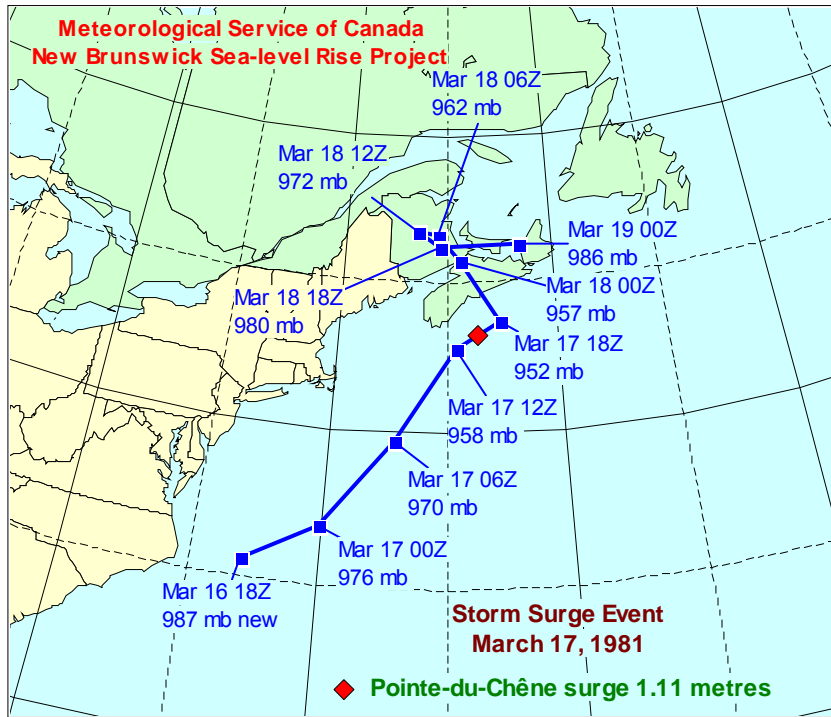 Meteorological Service of Canada
New Brunswick Sea-level Rise Project
Mar 18 06Z
962 mb
Mar 18 12Z
972 mb
Mar 19 00Z
986 mb
Mar 18 00Z
957 mb
Mar 18 18Z
980 mb
Mar 17 18Z
952 mb
Mar 17 12Z
958 mb
Mar 17 06Z
970 mb
Mar 17 00Z
976 mb
Mar 16 18Z
987 mb new
Storm Surge Event
March 17, 1981
Pointe-du-Chêne surge 1.11 metres